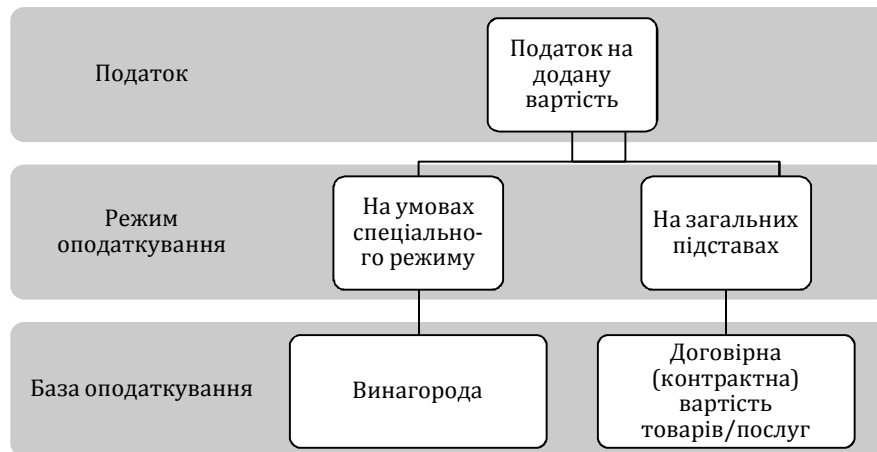 Податок
Податок на
додану
вартість
Режим
оподаткування
На умовах
спеціально-
го режиму
На загальних
підставах
База оподаткування
Винагорода
Договірна
(контрактна)
вартість
товарів/послуг